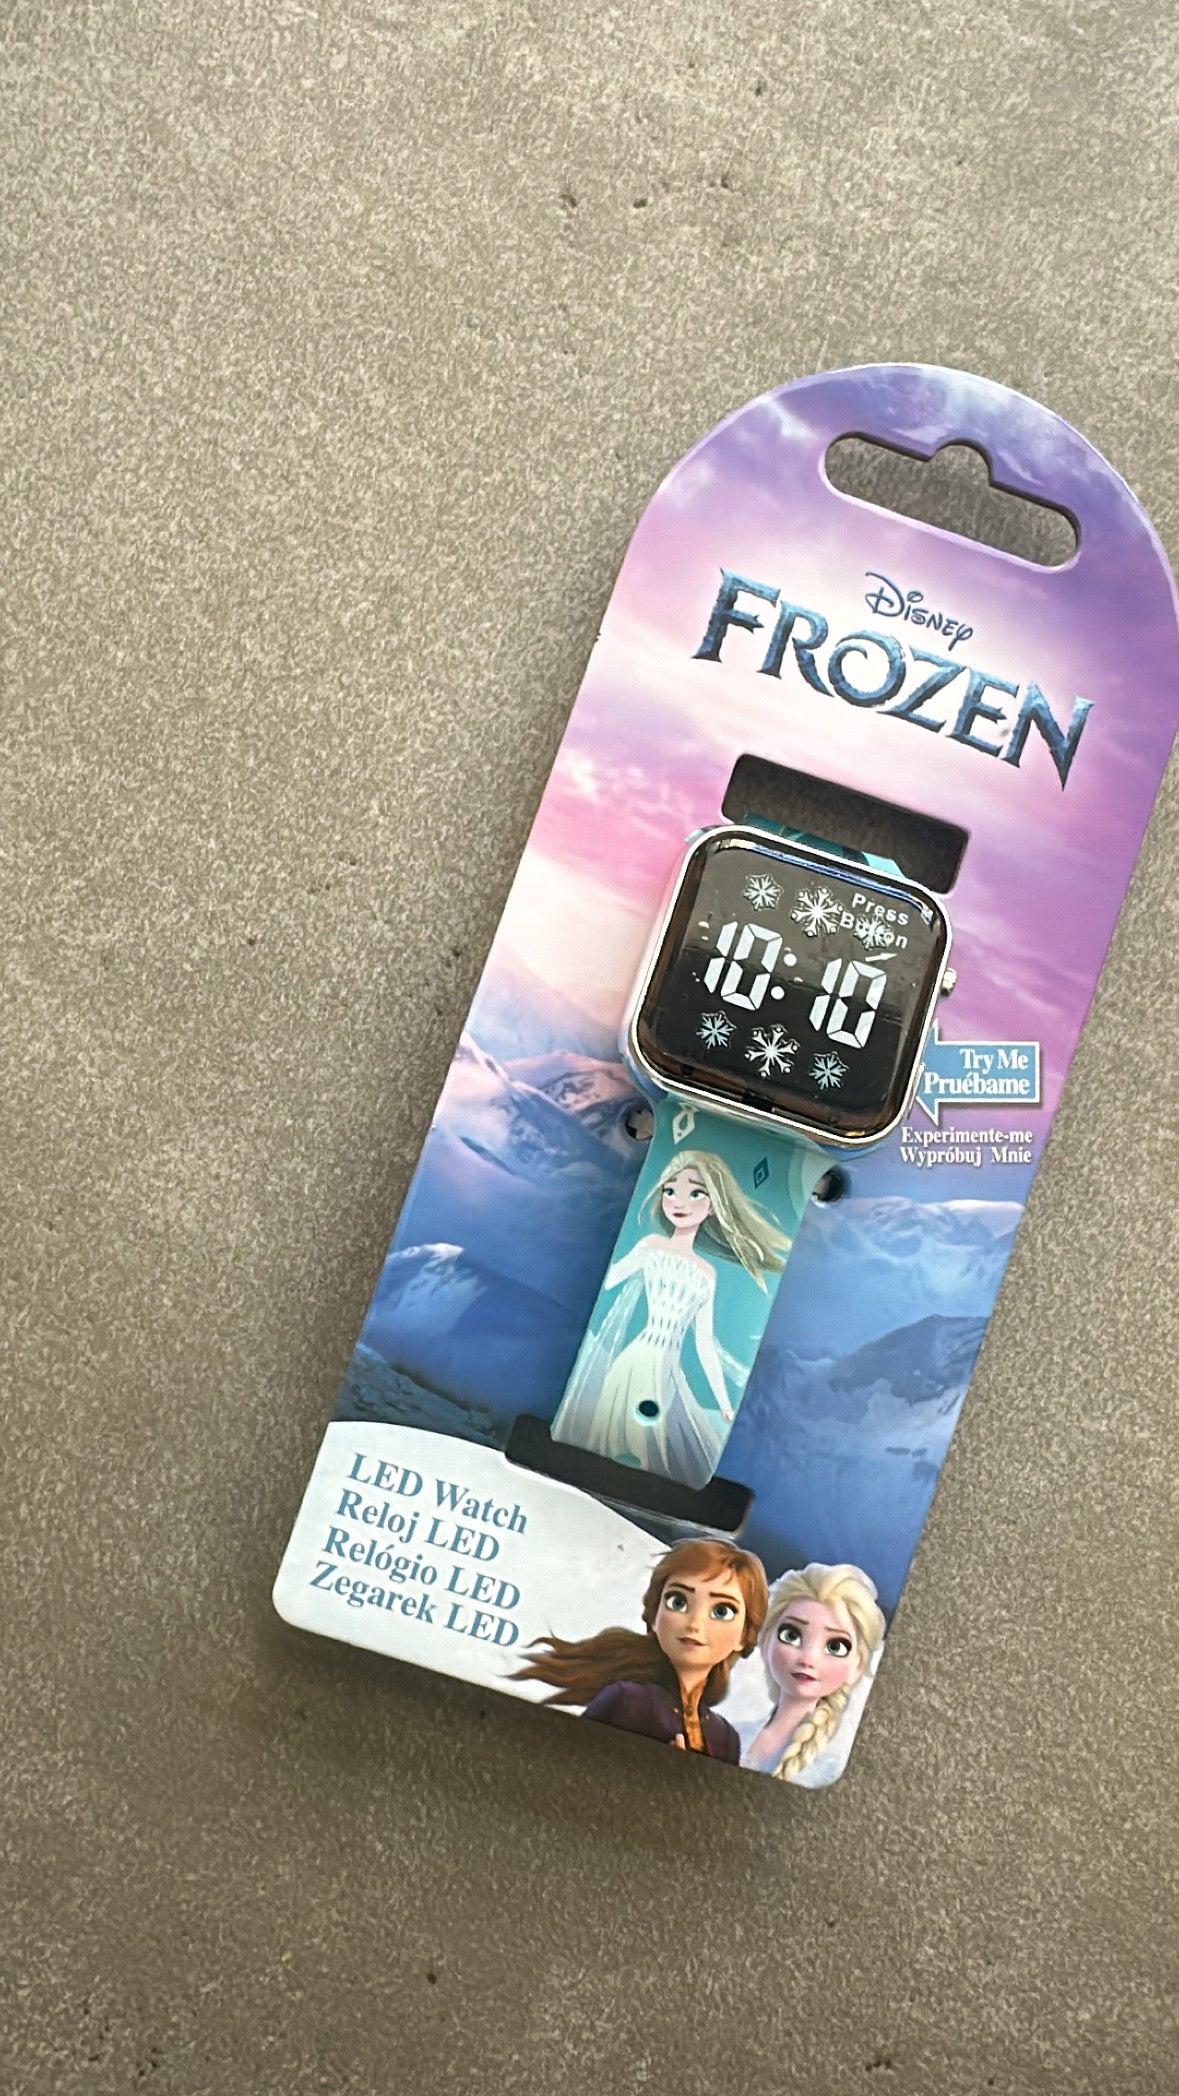 Disney
FROZEN
Press
Button
10:10
Try Me
Pruébame
Experimente-me
Wypróbuj Mnie
LED Watch
Reloj LED
Relógio LED
Zegarek LED